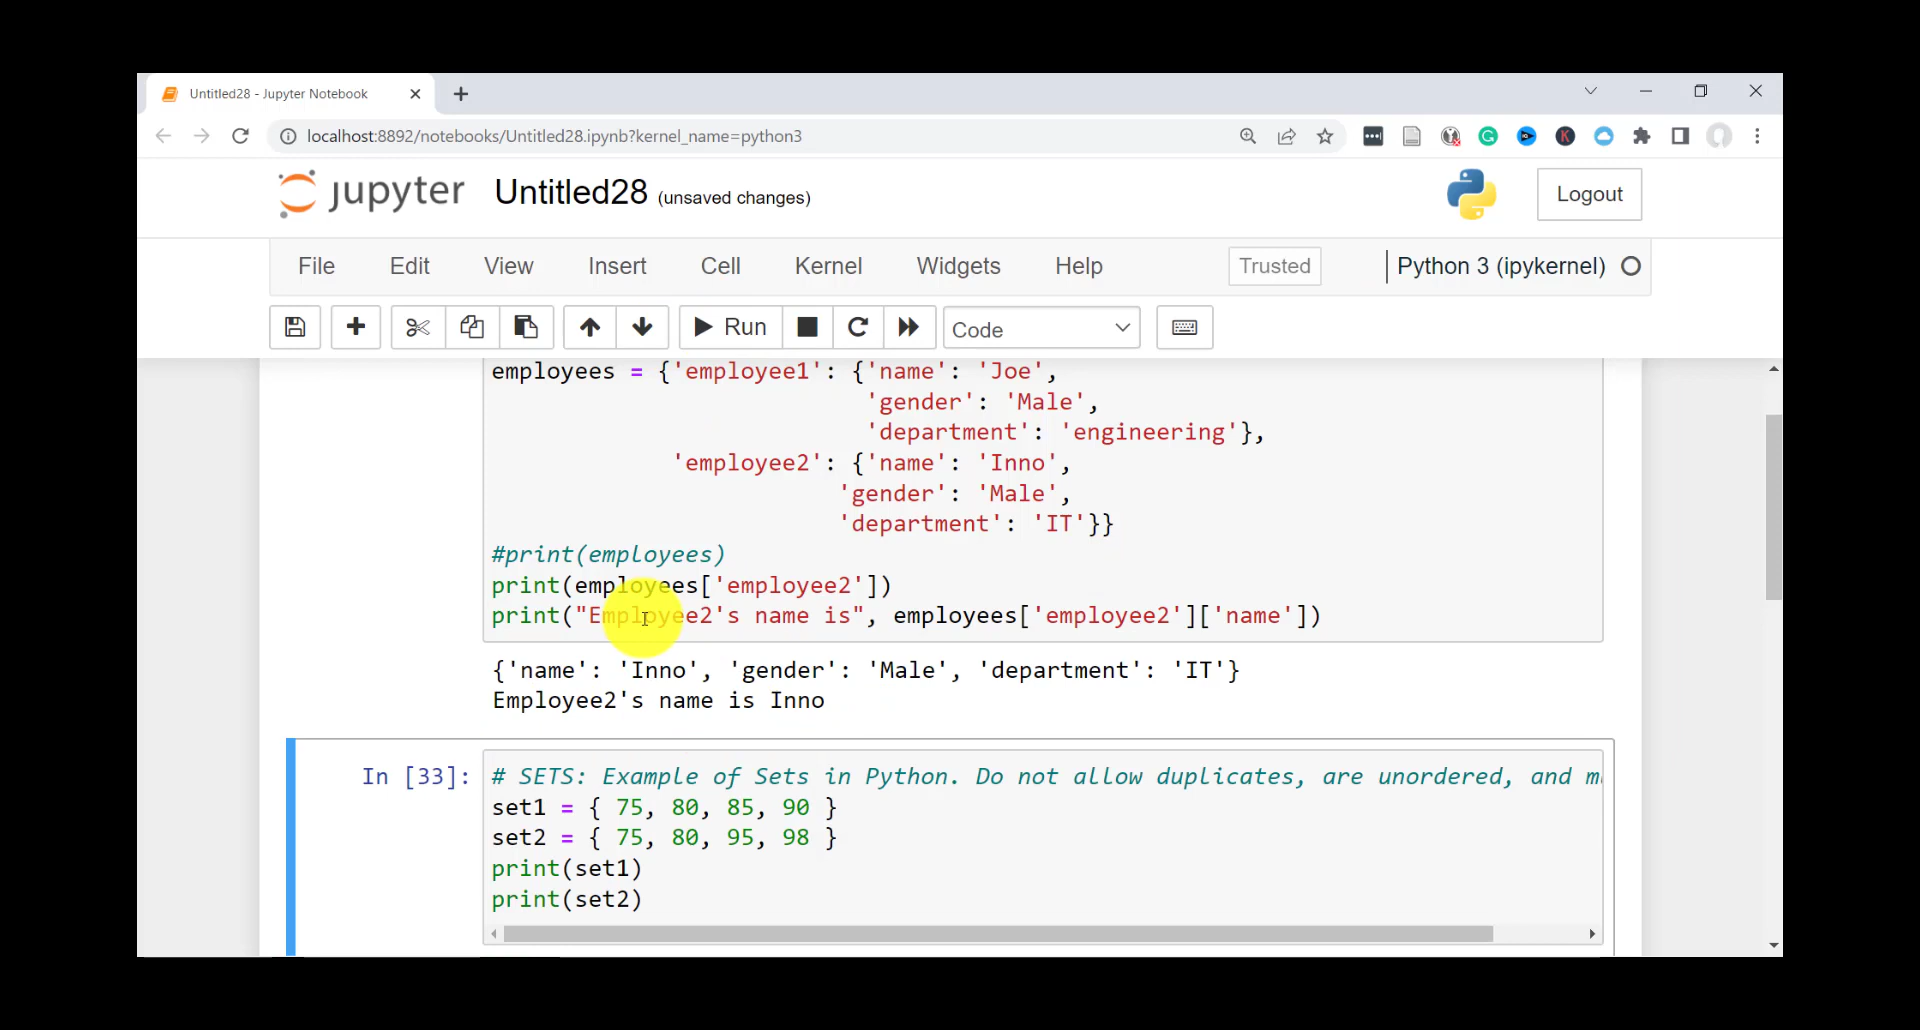 Untitled28 - Jupyter Notebook
localhost:8892/notebooks/Untitled28.ipynb?kernel_name=python3
jupyter Untitled28 (unsaved changes) Logout
File Edit View Insert Cell Kernel Widgets Help Trusted Python 3 (ipykernel)
Run Code
employees = {'employee1': {'name': 'Joe',
'gender': 'Male',
'department': 'engineering'},
'employee2': {'name': 'Inno',
'gender': 'Male',
'department': 'IT'}}
#print(employees)
print(employees['employee2'])
print("Employee2's name is", employees['employee2']['name'])
{'name': 'Inno', 'gender': 'Male', 'department': 'IT'}
Employee2's name is Inno
In [33]: # SETS: Example of Sets in Python. Do not allow duplicates, are unordered, and
set1 = { 75, 80, 85, 90 }
set2 = { 75, 80, 95, 98 }
print(set1)
print(set2)